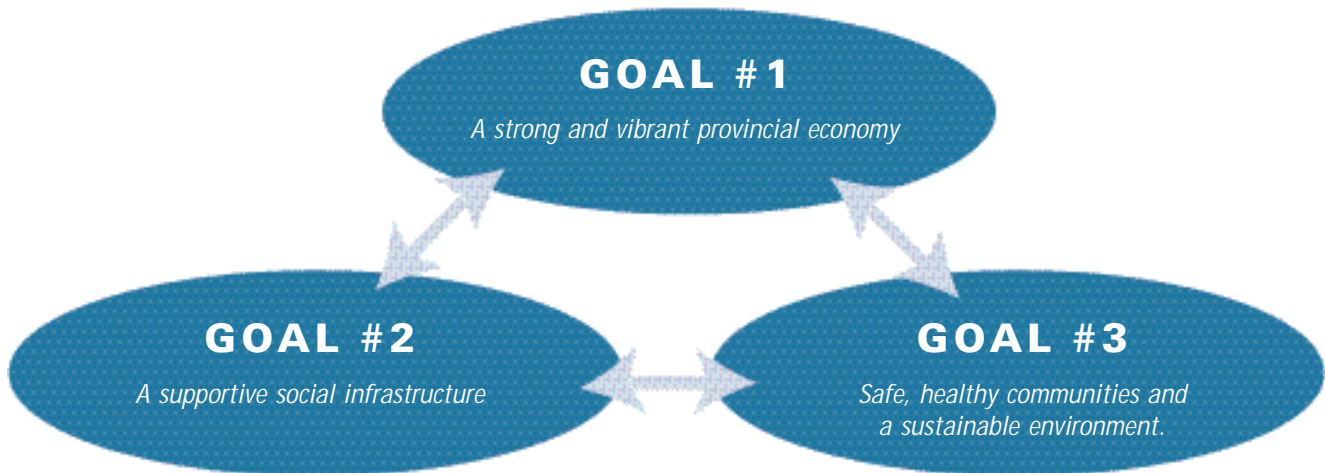 GOAL #1
A strong and vibrant provincial economy
GOAL #2
A supportive social infrastructure
GOAL #3
Safe, healthy communities and
a sustainable environment.